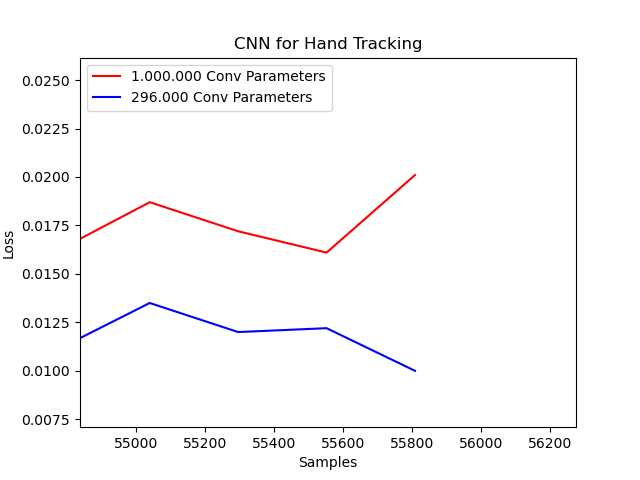 CNN for Hand Tracking
1.000.000 Conv Parameters
296.000 Conv Parameters
0.0250
0.0225
0.0200
0.0175
0.0150
0.0125
0.0100
0.0075
Loss
55000 55200 55400 55600 55800 56000 56200
Samples